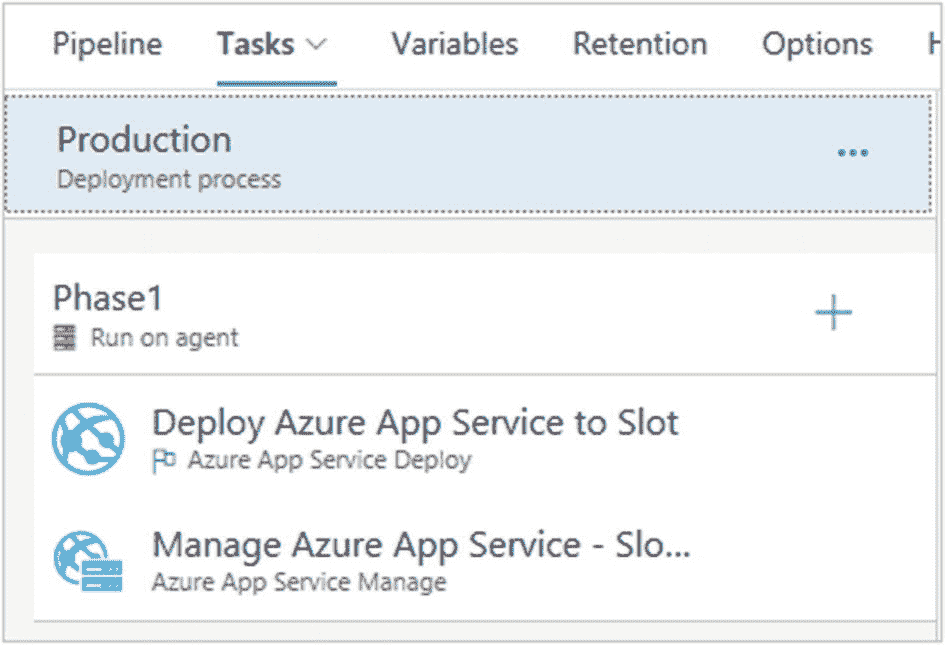 Pipeline Tasks Variables Retention Options
Production
Deployment process
Phase1
Run on agent
Deploy Azure App Service to Slot
Azure App Service Deploy
Manage Azure App Service - Slo...
Azure App Service Manage